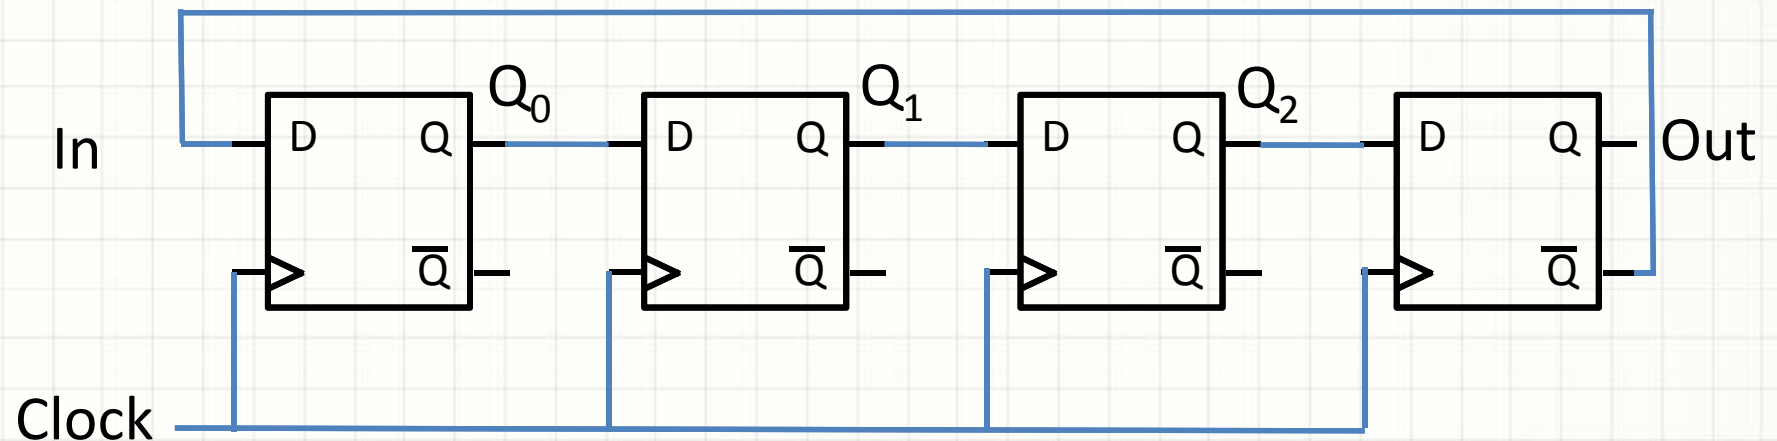 Q₀ Q₁ Q₂
In D Q D Q D Q D Q Out
Q̅ Q̅ Q̅ Q̅
Clock